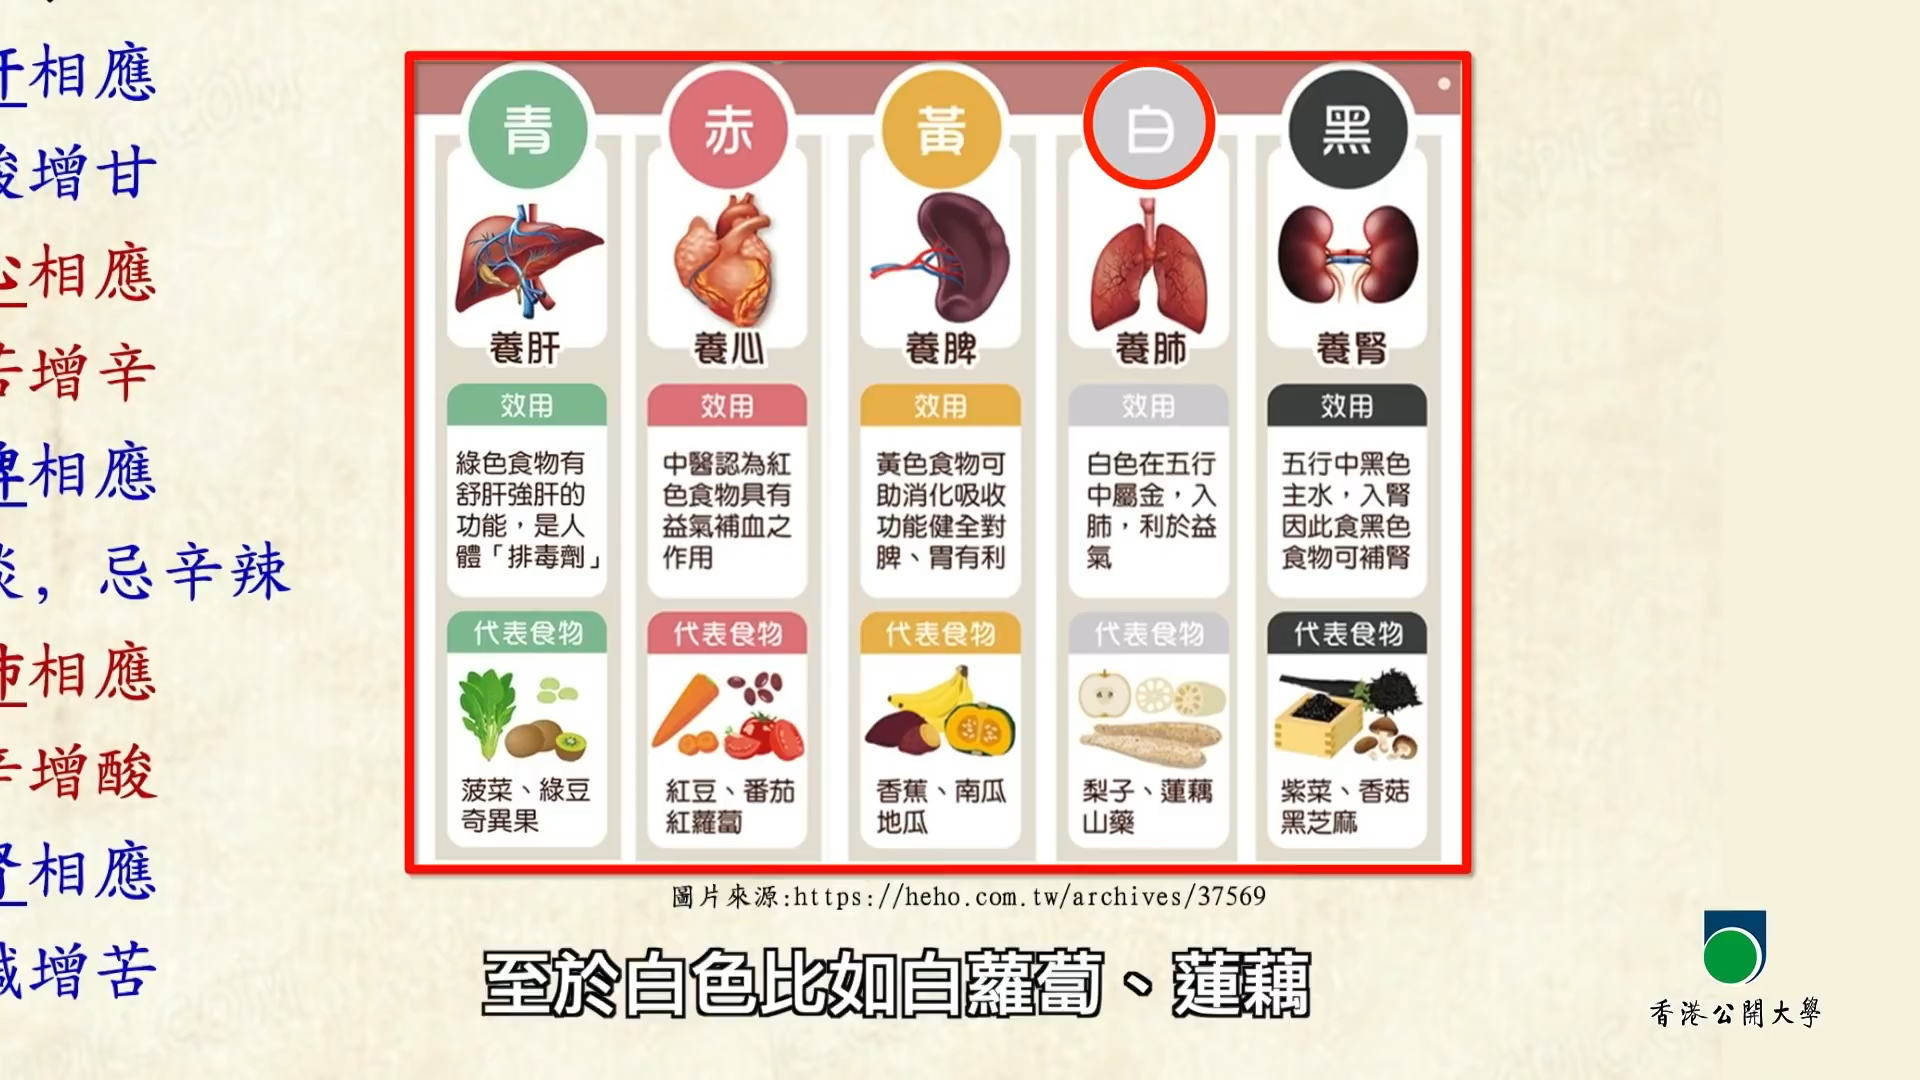 相應
增甘
心相應
增辛
脾相應
淡，忌辛辣
肺相應
辛增酸
腎相應
鹹增苦
青
養肝
效用
綠色食物有
舒肝強肝的
功能，是人
體「排毒劑」
代表食物
菠菜、綠豆
奇異果
赤
養心
效用
中醫認為紅
色食物具有
益氣補血之
作用
代表食物
紅豆、番茄
紅蘿蔔
黃
養脾
效用
黃色食物可
助消化吸收
功能健全對
脾、胃有利
代表食物
香蕉、南瓜
地瓜
白
養肺
效用
白色在五行
中屬金，入
肺，利於益
氣
代表食物
梨子、蓮藕
山藥
黑
養腎
效用
五行中黑色
主水，入腎
因此食黑色
食物可補腎
代表食物
紫菜、香菇
黑芝麻
圖片來源:https://heho.com.tw/archives/37569
至於白色比如白蘿蔔、蓮藕
香港公開大學